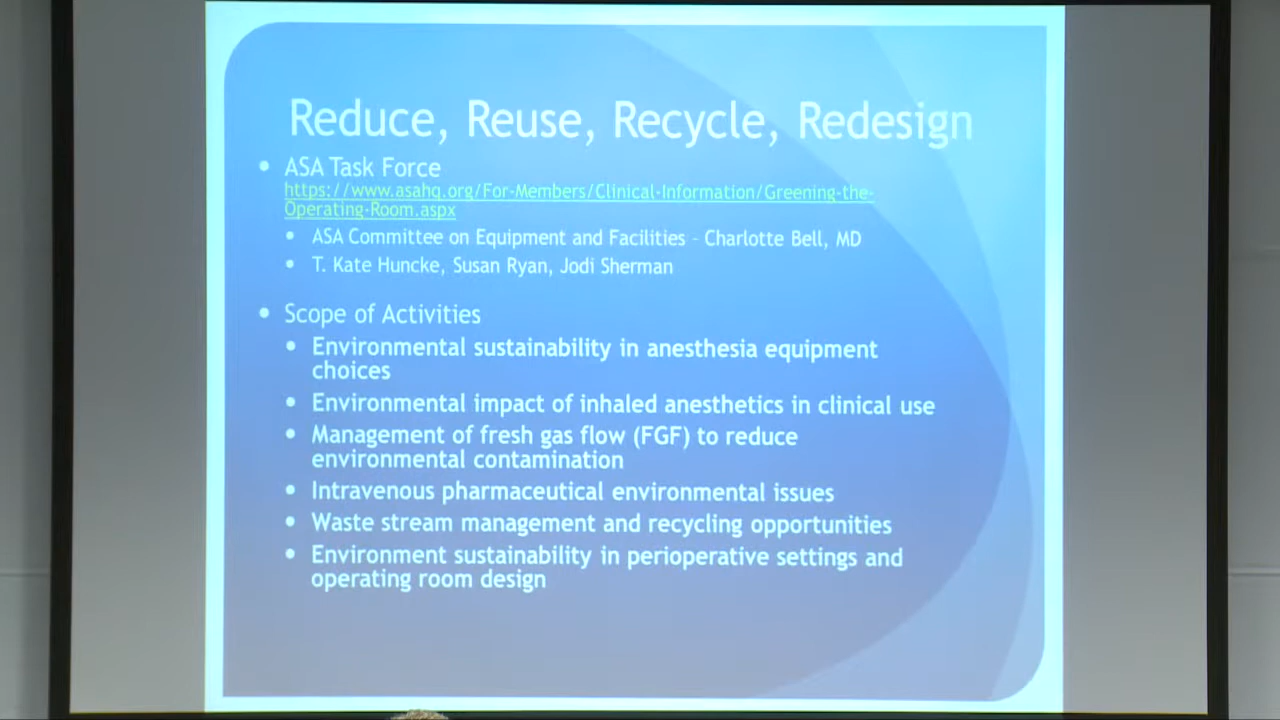 Reduce, Reuse, Recycle, Redesign
• ASA Task Force
https://www.asahq.org/For-Members/Clinical-Information/Greening-the-
Operating-Room.aspx
• ASA Committee on Equipment and Facilities – Charlotte Bell, MD
• T. Kate Huncke, Susan Ryan, Jodi Sherman
• Scope of Activities
• Environmental sustainability in anesthesia equipment
choices
• Environmental impact of inhaled anesthetics in clinical use
• Management of fresh gas flow (FGF) to reduce
environmental contamination
• Intravenous pharmaceutical environmental issues
• Waste stream management and recycling opportunities
• Environment sustainability in perioperative settings and
operating room design